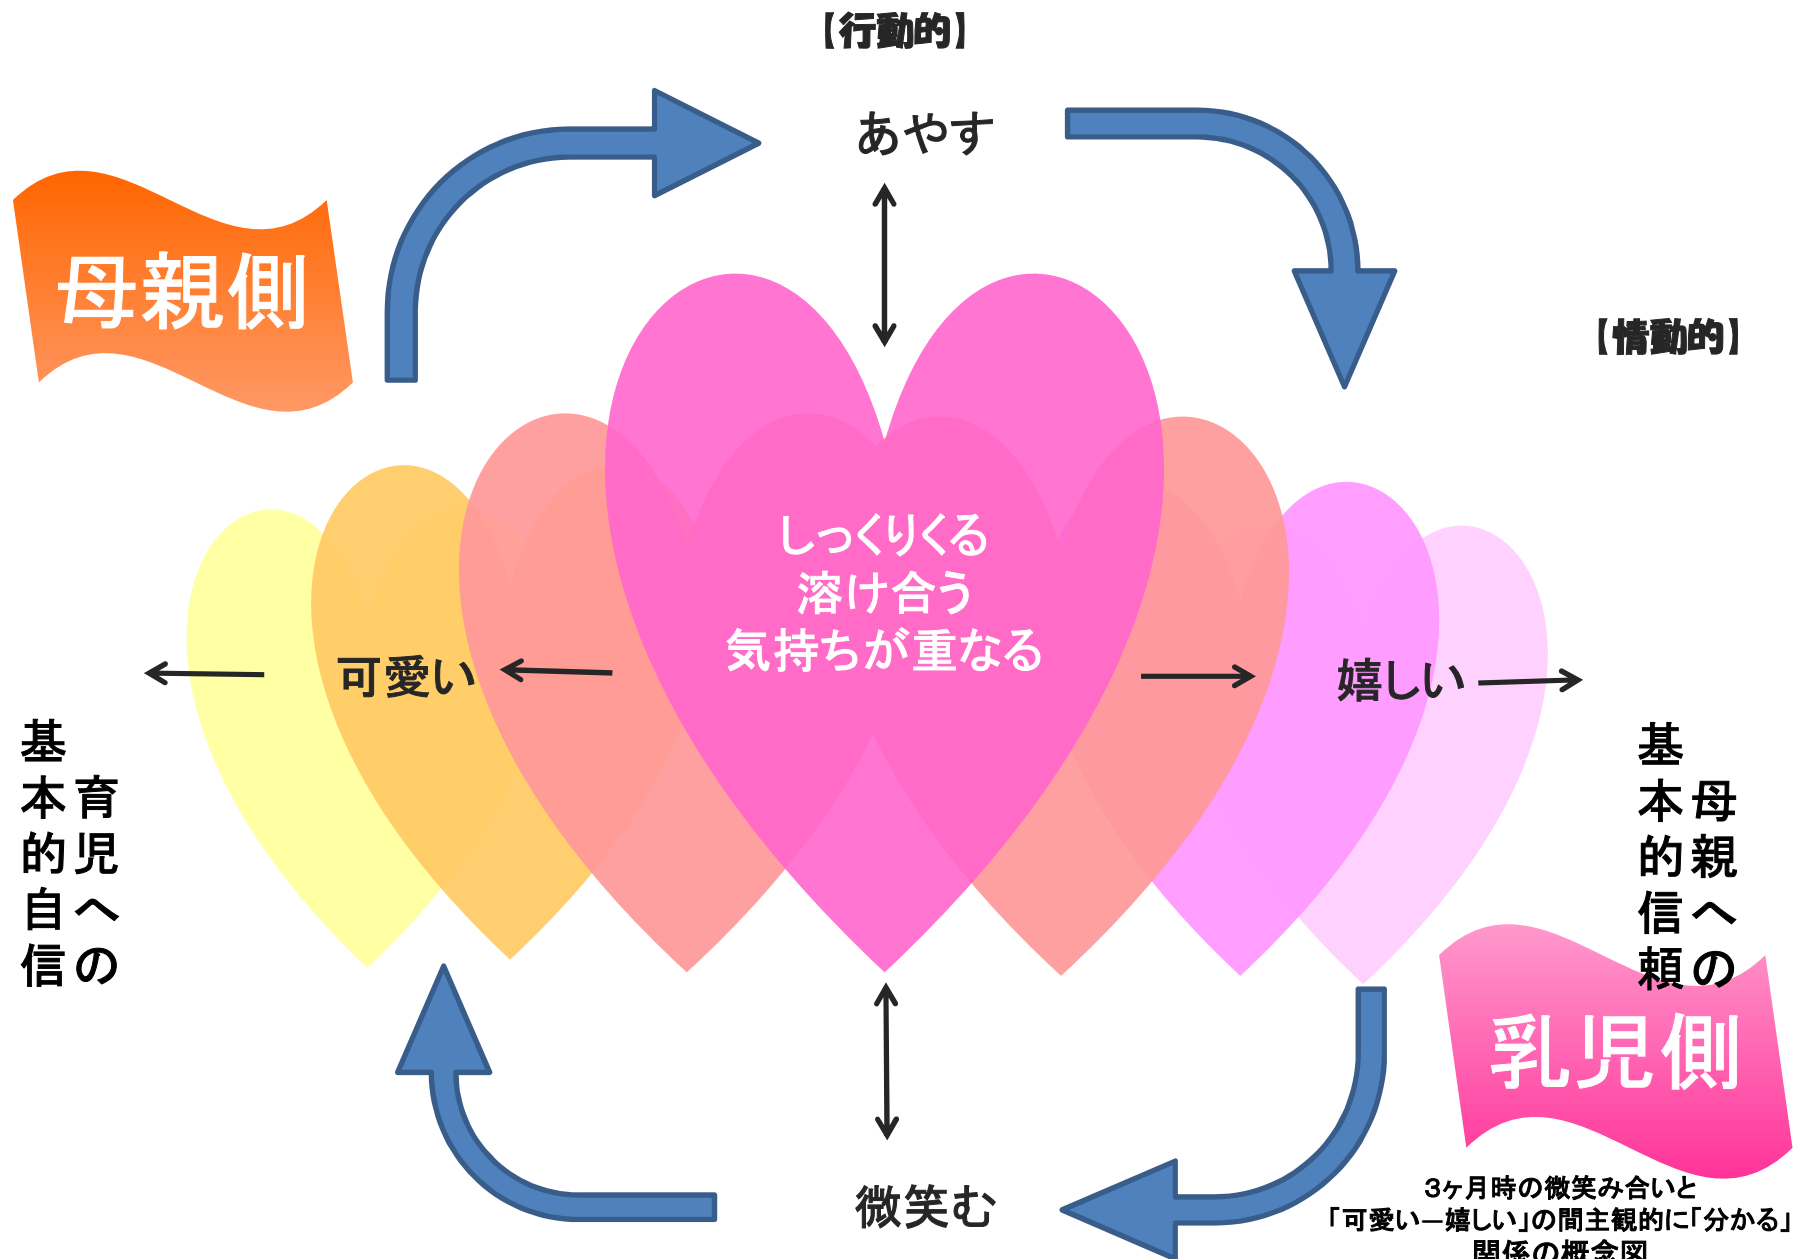 【行動的】
あやす
母親側
【情動的】
しっくりくる
溶け合う
気持ちが重なる
可愛い
嬉しい
育児への
基本的自信
母親への
基本的信頼
乳児側
微笑む
3ヶ月時の微笑み合いと
「可愛い―嬉しい」の間主観的に「分かる」
関係の概念図